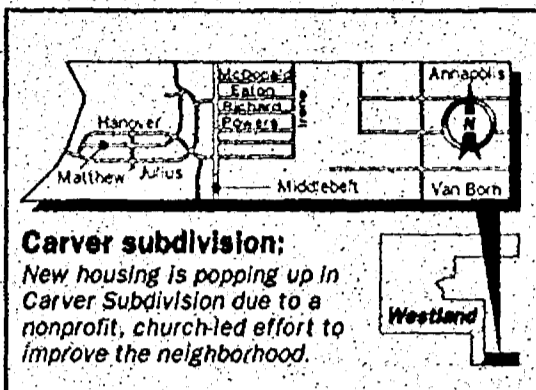 McDonald
Annapolis
Eaton
Richard
Hanover
Powers
Irene
N
Matthew
Julius
Middlebelt
Van Born
Carver subdivision:
New housing is popping up in
Carver Subdivision due to a
nonprofit, church-led effort to
improve the neighborhood.
Westland